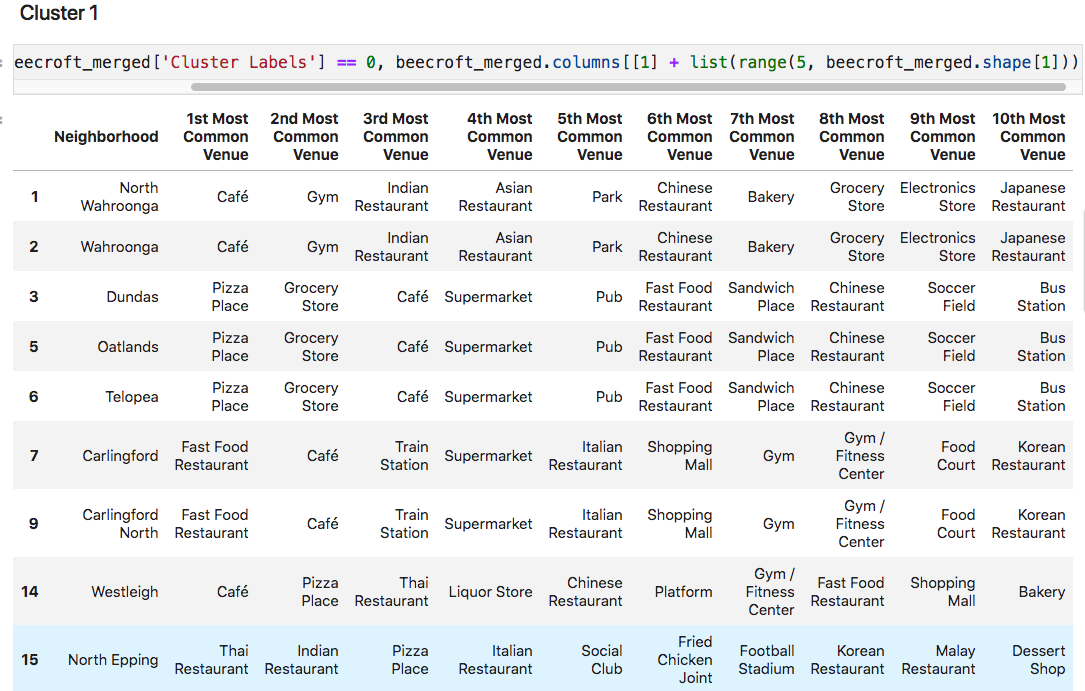 Cluster 1
eecroft_merged['Cluster Labels'] == 0, beecroft_merged.columns[[1] + list(range(5, beecroft_merged.shape[1]))
Neighborhood 1st Most Common Venue 2nd Most Common Venue 3rd Most Common Venue 4th Most Common Venue 5th Most Common Venue 6th Most Common Venue 7th Most Common Venue 8th Most Common Venue 9th Most Common Venue 10th Most Common Venue
1 North Wahroonga Café Gym Indian Restaurant Asian Restaurant Park Chinese Restaurant Bakery Grocery Store Electronics Store Japanese Restaurant
2 Wahroonga Café Gym Indian Restaurant Asian Restaurant Park Chinese Restaurant Bakery Grocery Store Electronics Store Japanese Restaurant
3 Dundas Pizza Place Grocery Store Café Supermarket Pub Fast Food Restaurant Sandwich Place Chinese Restaurant Soccer Field Bus Station
5 Oatlands Pizza Place Grocery Store Café Supermarket Pub Fast Food Restaurant Sandwich Place Chinese Restaurant Soccer Field Bus Station
6 Telopea Pizza Place Grocery Store Café Supermarket Pub Fast Food Restaurant Sandwich Place Chinese Restaurant Soccer Field Bus Station
7 Carlingford Fast Food Restaurant Café Train Station Supermarket Italian Restaurant Shopping Mall Gym Gym / Fitness Center Food Court Korean Restaurant
9 Carlingford North Fast Food Restaurant Café Train Station Supermarket Italian Restaurant Shopping Mall Gym Gym / Fitness Center Food Court Korean Restaurant
14 Westleigh Café Pizza Place Thai Restaurant Liquor Store Chinese Restaurant Platform Gym / Fitness Center Fast Food Restaurant Shopping Mall Bakery
15 North Epping Thai Restaurant Indian Restaurant Pizza Place Italian Restaurant Social Club Fried Chicken Joint Football Stadium Korean Restaurant Malay Restaurant Dessert Shop